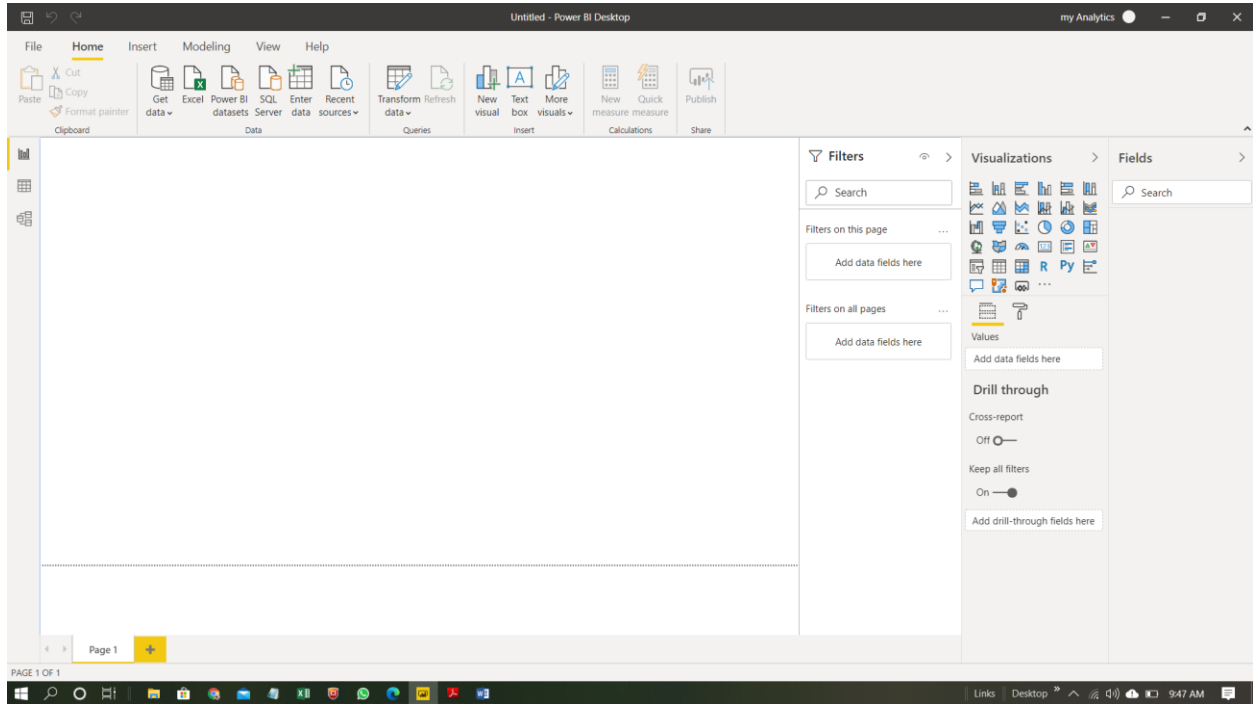 Untitled - Power BI Desktop
my Analytics
File Home Insert Modeling View Help
Paste
Cut
Copy
Format painter
Clipboard
Get data
Excel
Power BI datasets
SQL Server
Enter data
Recent sources
Data
Transform data
Refresh
Queries
New visual
Text box
More visuals
Insert
New measure
Quick measure
Calculations
Publish
Share
Filters
Search
Filters on this page
...
Add data fields here
Filters on all pages
...
Add data fields here
Visualizations
123
R Py
...
Values
Add data fields here
Drill through
Cross-report
Off
Keep all filters
On
Add drill-through fields here
Fields
Search
Page 1
+
PAGE 1 OF 1
Links Desktop » 9:47 AM